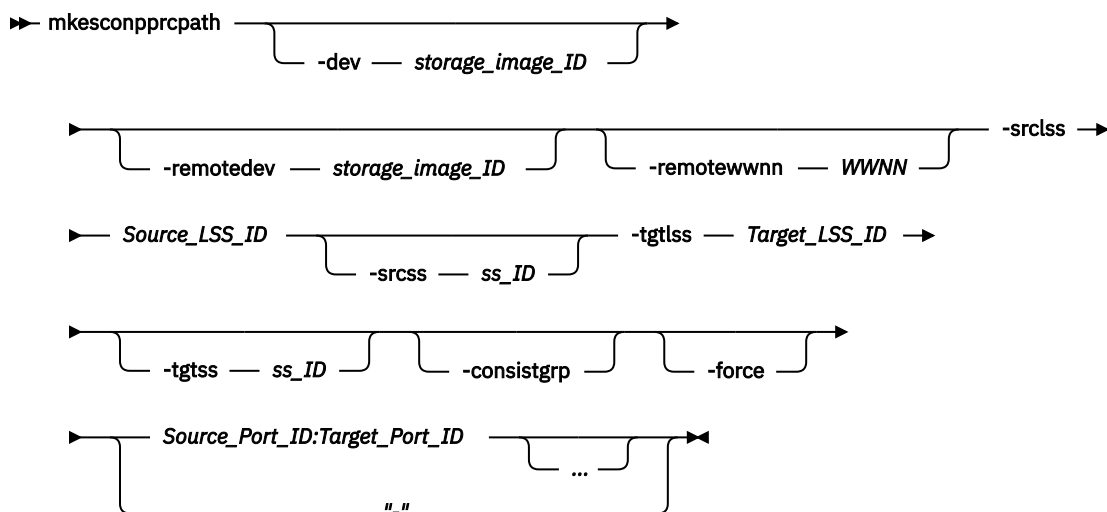 mkesconpprcpath
-dev storage_image_ID
-srclss
-remotedev storage_image_ID -remotewwnn WWNN
Source_LSS_ID -tgtlss Target_LSS_ID
-srcss ss_ID
-tgtss ss_ID -consistgrp -force
Source_Port_ID:Target_Port_ID
...
"-"